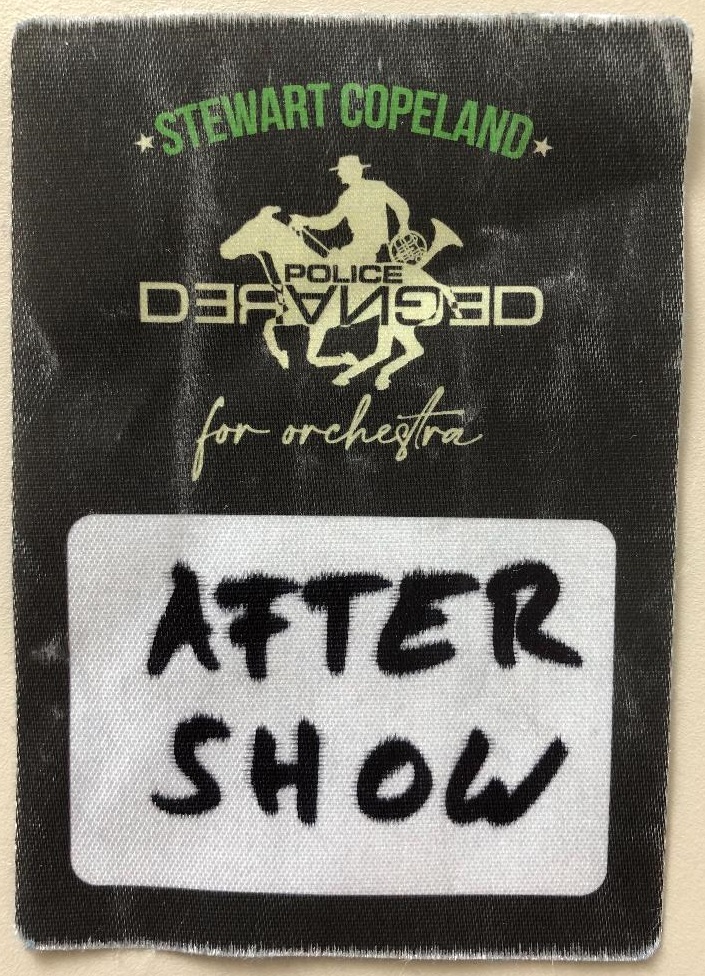 STEWART COPELAND
POLICE
DERANGED
for orchestra
AFTER
SHOW